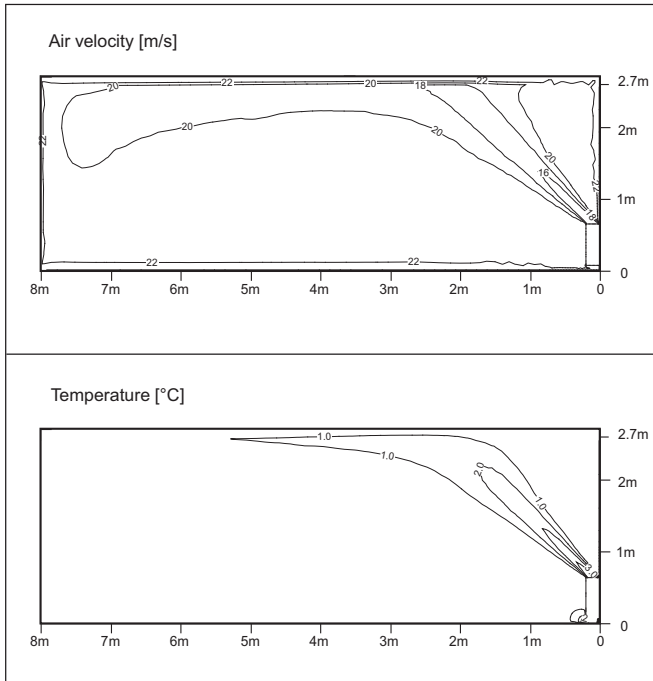 Air velocity [m/s]
22 20 22 20 18 22 2.7m
20 20 2m
22
20
16
22 1m
18
22 22 0
8m 7m 6m 5m 4m 3m 2m 1m 0
Temperature [°C]
1.0 2.7m
1.0 2.0 2m
1.0
1m
3.0
0
8m 7m 6m 5m 4m 3m 2m 1m 0